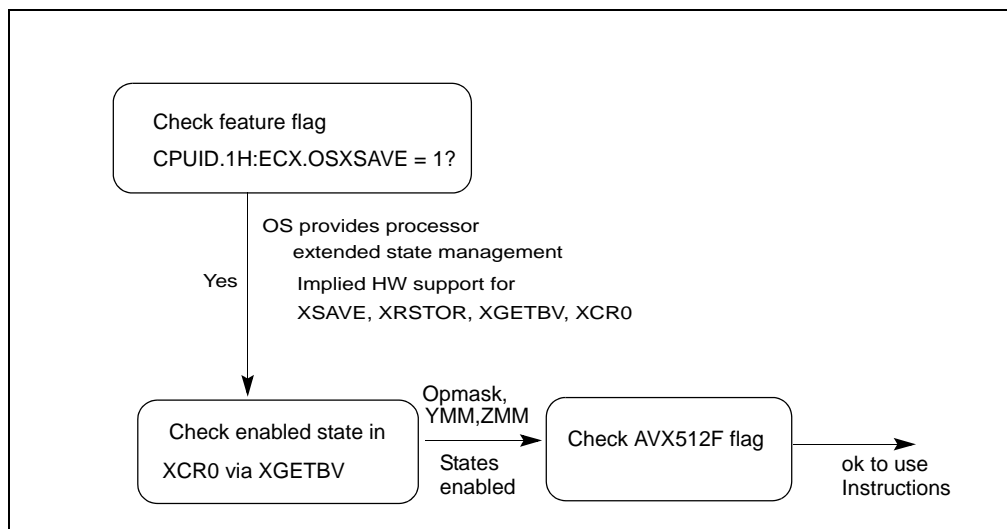 Check feature flag
CPUID.1H:ECX.OSXSAVE = 1?
OS provides processor
extended state management
Yes
Implied HW support for
XSAVE, XRSTOR, XGETBV, XCR0
Check enabled state in
XCR0 via XGETBV
Opmask,
YMM,ZMM
States
enabled
Check AVX512F flag
ok to use
Instructions